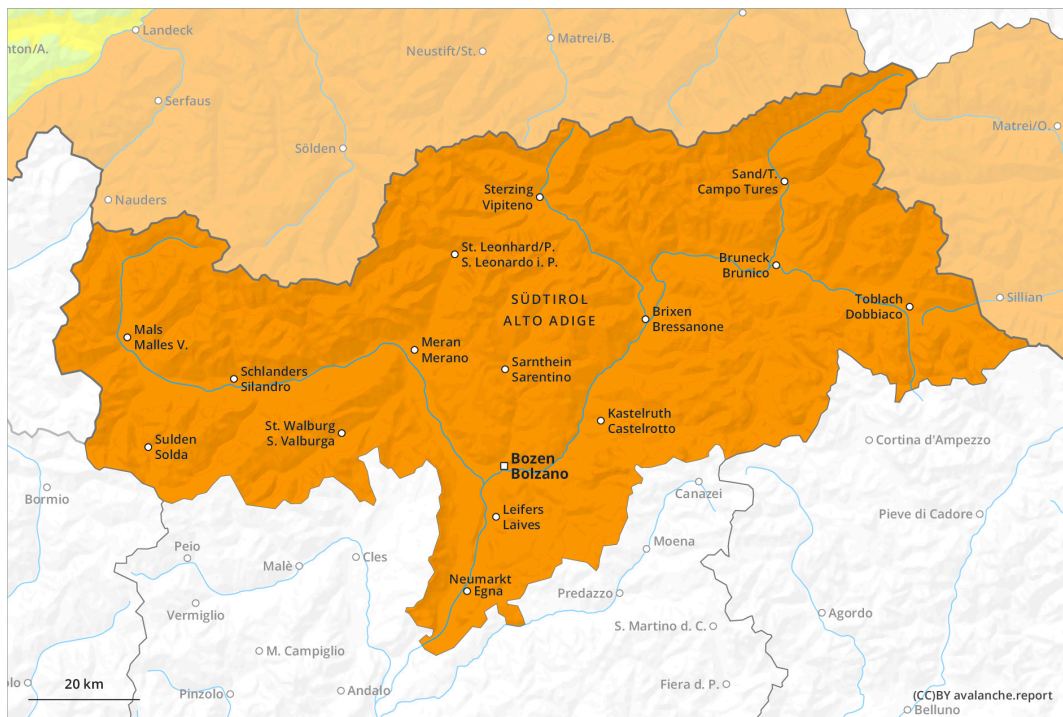 Landeck
Matrei/B.
Neustift/St.
nton/A.
Serfaus
Matrei/O.
Sölden
Sand/T.
Campo Tures
Sterzing
Vipiteno
Nauders
St. Leonhard/P.
S. Leonardo i. P.
Bruneck
Brunico
SÜDTIROL
ALTO ADIGE
Toblach
Dobbiaco
Sillian
Brixen
Bressanone
Mals
Malles V.
Meran
Merano
Sarnthein
Sarentino
Schlanders
Silandro
Kastelruth
Castelrotto
St. Walburg
S. Valburga
Sulden
Solda
Cortina d'Ampezzo
Bozen
Bolzano
Bormio
Canazei
Leifers
Laives
Pieve di Cadore
Moena
Peio
Cles
Malè
Neumarkt
Egna
Predazzo
Vermiglio
Agordo
S. Martino d. C.
M. Campiglio
20 km
olo
Pinzolo
Andalo
Fiera d. P.
(CC)BY avalanche.report
Belluno